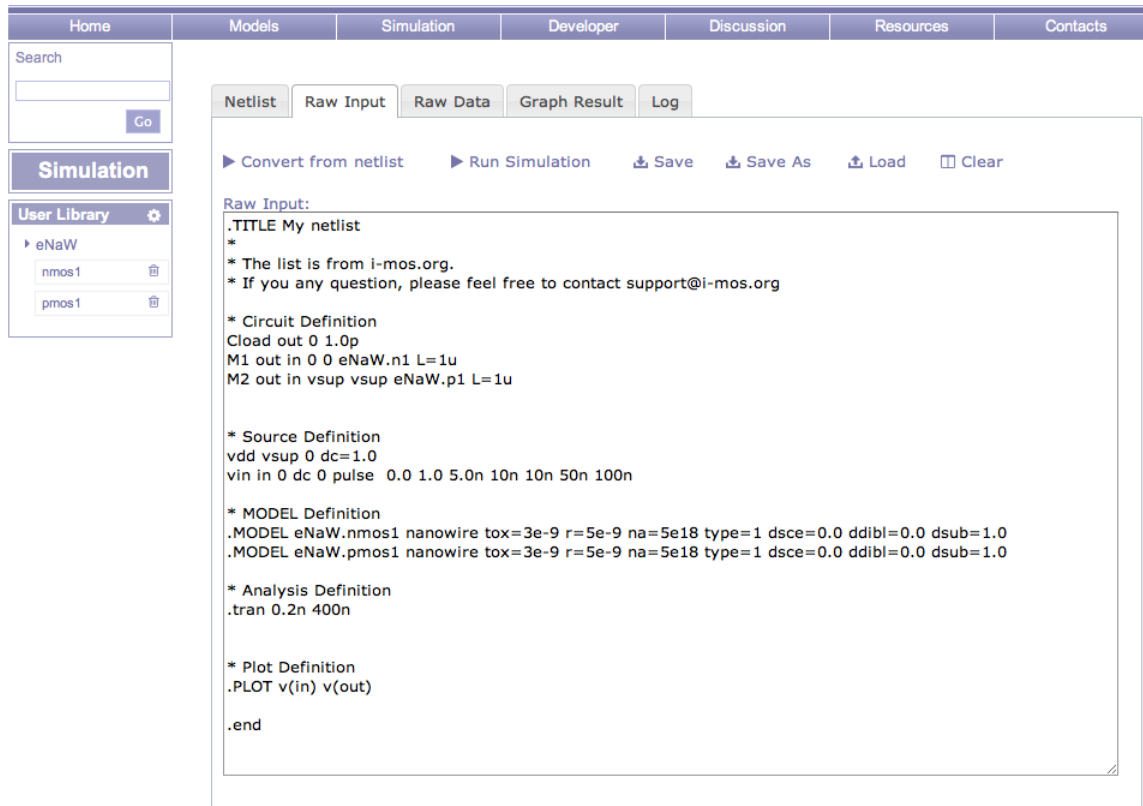 Home Models Simulation Developer Discussion Resources Contacts
Search
Go
Simulation
User Library
eNaW
nmos1
pmos1
Netlist Raw Input Raw Data Graph Result Log
Convert from netlist Run Simulation Save Save As Load Clear
Raw Input:
.TITLE My netlist
*
* The list is from i-mos.org.
* If you any question, please feel free to contact support@i-mos.org
* Circuit Definition
Cload out 0 1.0p
M1 out in 0 0 eNaW.n1 L=1u
M2 out in vsup vsup eNaW.p1 L=1u
* Source Definition
vdd vsup 0 dc=1.0
vin in 0 dc 0 pulse  0.0 1.0 5.0n 10n 10n 50n 100n
* MODEL Definition
.MODEL eNaW.nmos1 nanowire tox=3e-9 r=5e-9 na=5e18 type=1 dsce=0.0 ddibl=0.0 dsub=1.0
.MODEL eNaW.pmos1 nanowire tox=3e-9 r=5e-9 na=5e18 type=1 dsce=0.0 ddibl=0.0 dsub=1.0
* Analysis Definition
.tran 0.2n 400n
* Plot Definition
.PLOT v(in) v(out)
.end